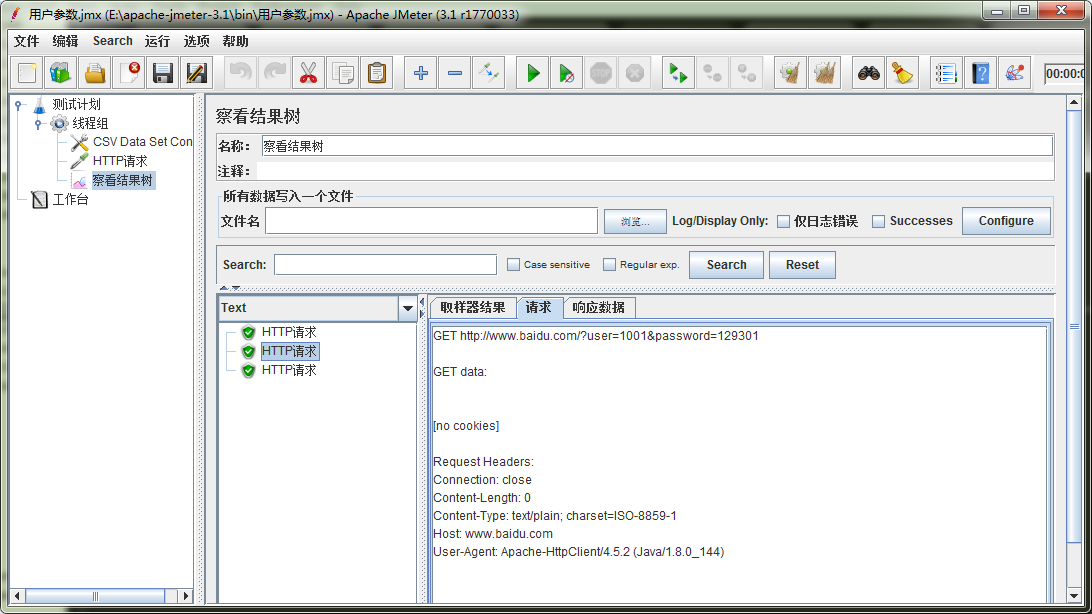 用户参数.jmx (E:\apache-jmeter-3.1\bin\用户参数.jmx) - Apache JMeter (3.1 r1770033)
文件 编辑 Search 运行 选项 帮助
STOP
00:00:0
测试计划
线程组
CSV Data Set Con
HTTP请求
察看结果树
工作台
察看结果树
名称： 察看结果树
注释：
所有数据写入一个文件
文件名 浏览... Log/Display Only: 仅日志错误 Successes Configure
Search: Case sensitive Regular exp. Search Reset
Text
HTTP请求
HTTP请求
HTTP请求
取样器结果 请求 响应数据
GET http://www.baidu.com/?user=1001&password=129301
GET data:
[no cookies]
Request Headers:
Connection: close
Content-Length: 0
Content-Type: text/plain; charset=ISO-8859-1
Host: www.baidu.com
User-Agent: Apache-HttpClient/4.5.2 (Java/1.8.0_144)